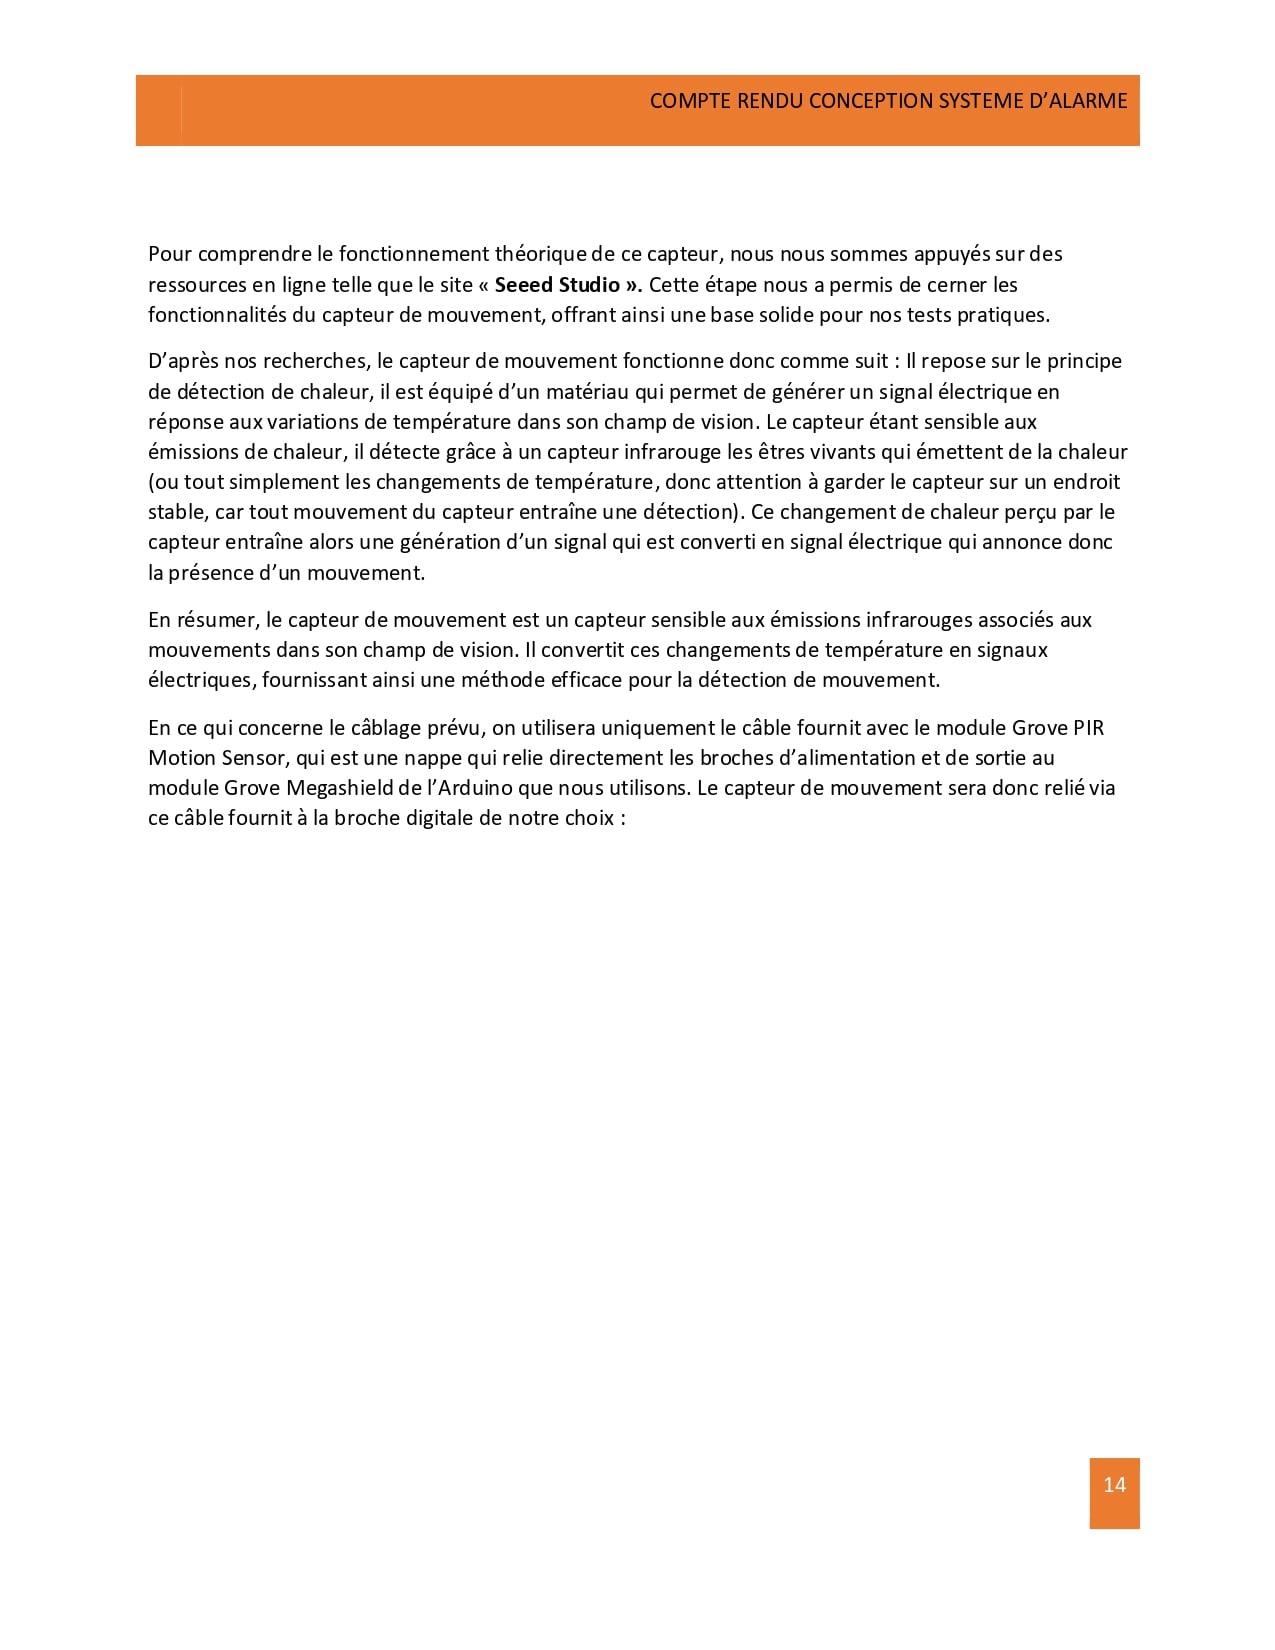 COMPTE RENDU CONCEPTION SYSTEME D’ALARME
Pour comprendre le fonctionnement théorique de ce capteur, nous nous sommes appuyés sur des
ressources en ligne telle que le site « Seeed Studio ». Cette étape nous a permis de cerner les
fonctionnalités du capteur de mouvement, offrant ainsi une base solide pour nos tests pratiques.
D’après nos recherches, le capteur de mouvement fonctionne donc comme suit : Il repose sur le principe
de détection de chaleur, il est équipé d’un matériau qui permet de générer un signal électrique en
réponse aux variations de température dans son champ de vision. Le capteur étant sensible aux
émissions de chaleur, il détecte grâce à un capteur infrarouge les êtres vivants qui émettent de la chaleur
(ou tout simplement les changements de température, donc attention à garder le capteur sur un endroit
stable, car tout mouvement du capteur entraîne une détection). Ce changement de chaleur perçu par le
capteur entraîne alors une génération d’un signal qui est converti en signal électrique qui annonce donc
la présence d’un mouvement.
En résumer, le capteur de mouvement est un capteur sensible aux émissions infrarouges associés aux
mouvements dans son champ de vision. Il convertit ces changements de température en signaux
électriques, fournissant ainsi une méthode efficace pour la détection de mouvement.
En ce qui concerne le câblage prévu, on utilisera uniquement le câble fournit avec le module Grove PIR
Motion Sensor, qui est une nappe qui relie directement les broches d’alimentation et de sortie au
module Grove Megashield de l’Arduino que nous utilisons. Le capteur de mouvement sera donc relié via
ce câble fournit à la broche digitale de notre choix :
14